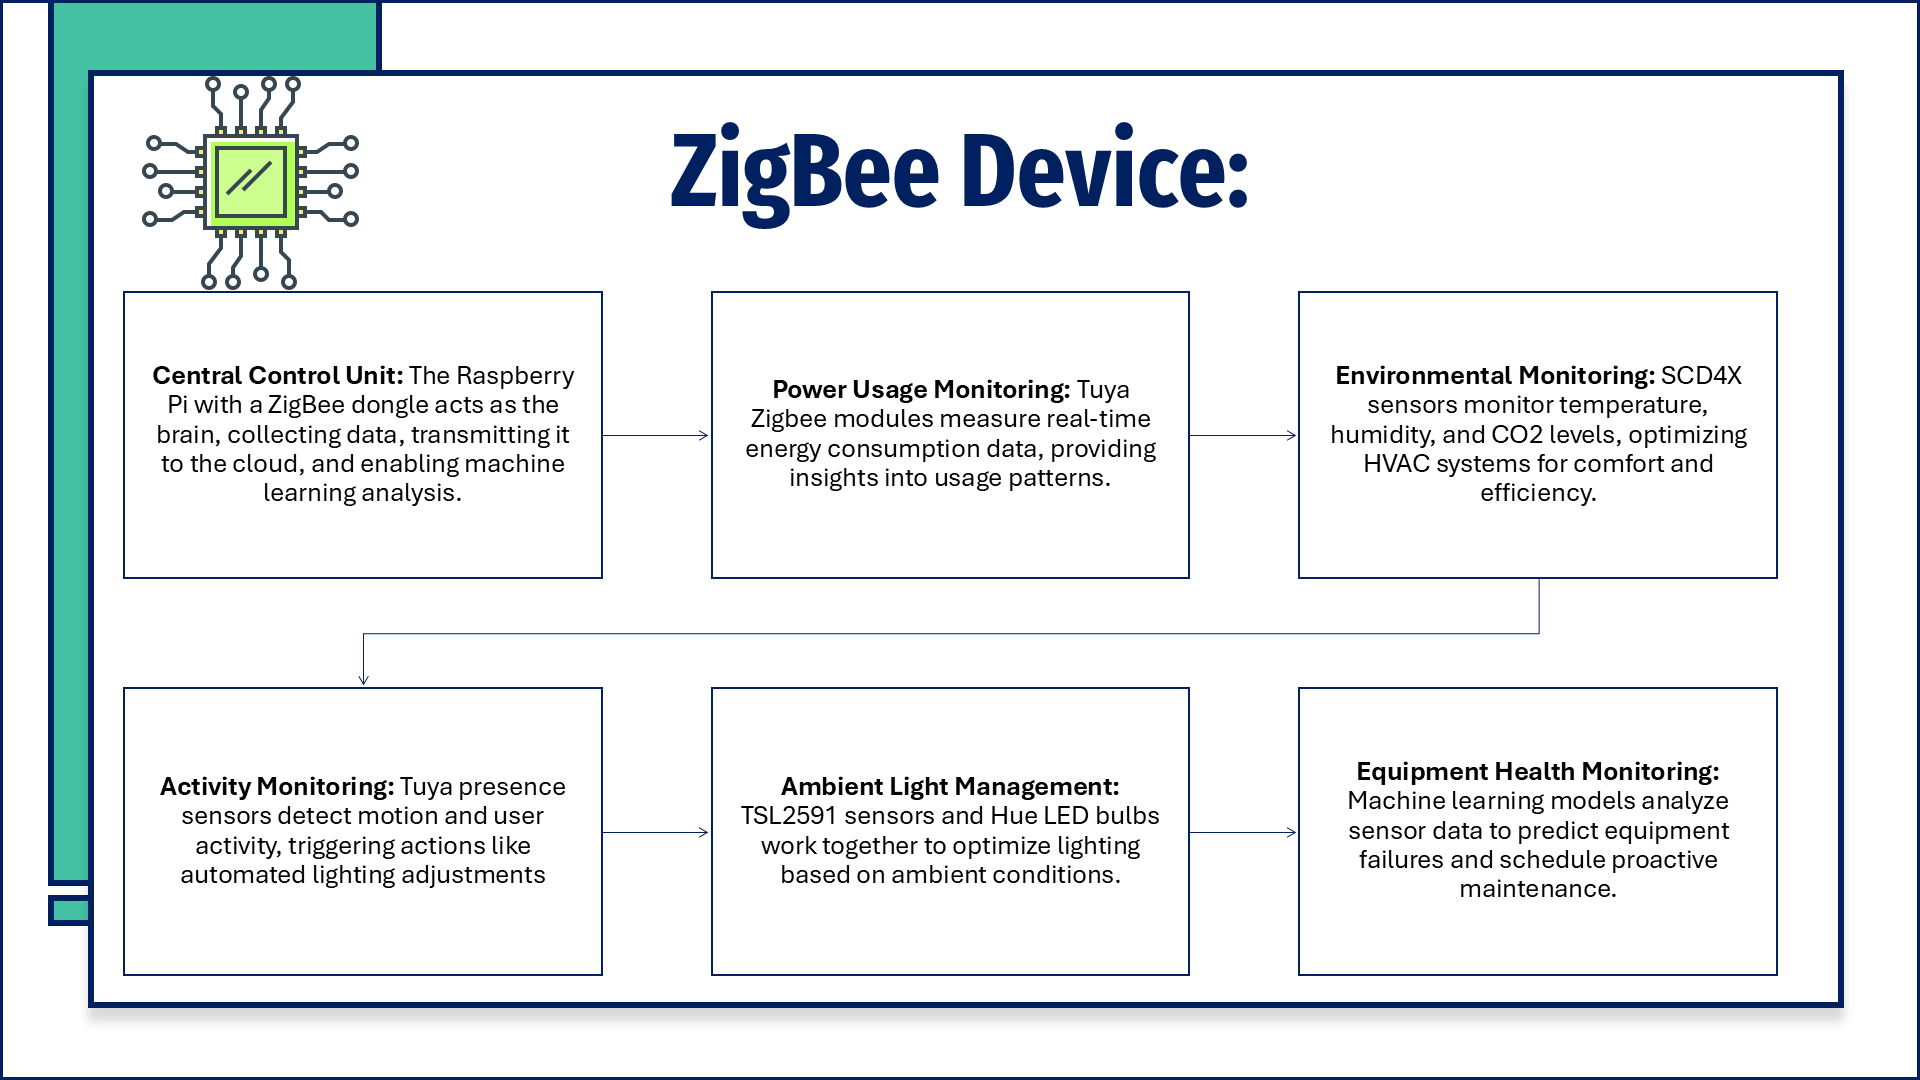 ZigBee Device:
Central Control Unit: The Raspberry
Pi with a ZigBee dongle acts as the
brain, collecting data, transmitting it
to the cloud, and enabling machine
learning analysis.
Power Usage Monitoring: Tuya
Zigbee modules measure real-time
energy consumption data, providing
insights into usage patterns.
Environmental Monitoring: SCD4X
sensors monitor temperature,
humidity, and CO2 levels, optimizing
HVAC systems for comfort and
efficiency.
Activity Monitoring: Tuya presence
sensors detect motion and user
activity, triggering actions like
automated lighting adjustments
Ambient Light Management:
TSL2591 sensors and Hue LED bulbs
work together to optimize lighting
based on ambient conditions.
Equipment Health Monitoring:
Machine learning models analyze
sensor data to predict equipment
failures and schedule proactive
maintenance.